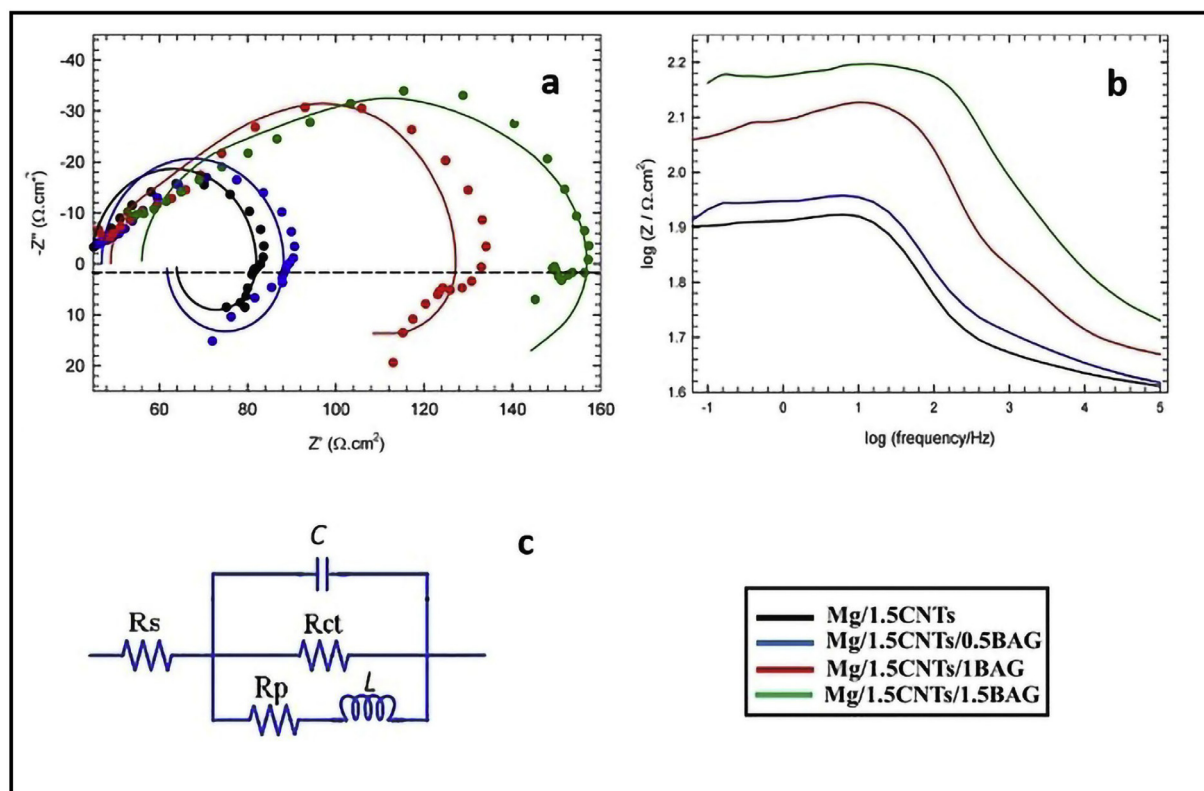 -40
-30
-20
-10
0
10
20
-Z" (Ω.cm²)
60 80 100 120 140 160
Z' (Ω.cm²)
a
2.2
2.1
2.0
1.9
1.8
1.7
1.6
log (Z / Ω.cm²)
-1 0 1 2 3 4 5
log (frequency/Hz)
b
c
C
Rs
Rct
Rp
L
Mg/1.5CNTs
Mg/1.5CNTs/0.5BAG
Mg/1.5CNTs/1BAG
Mg/1.5CNTs/1.5BAG